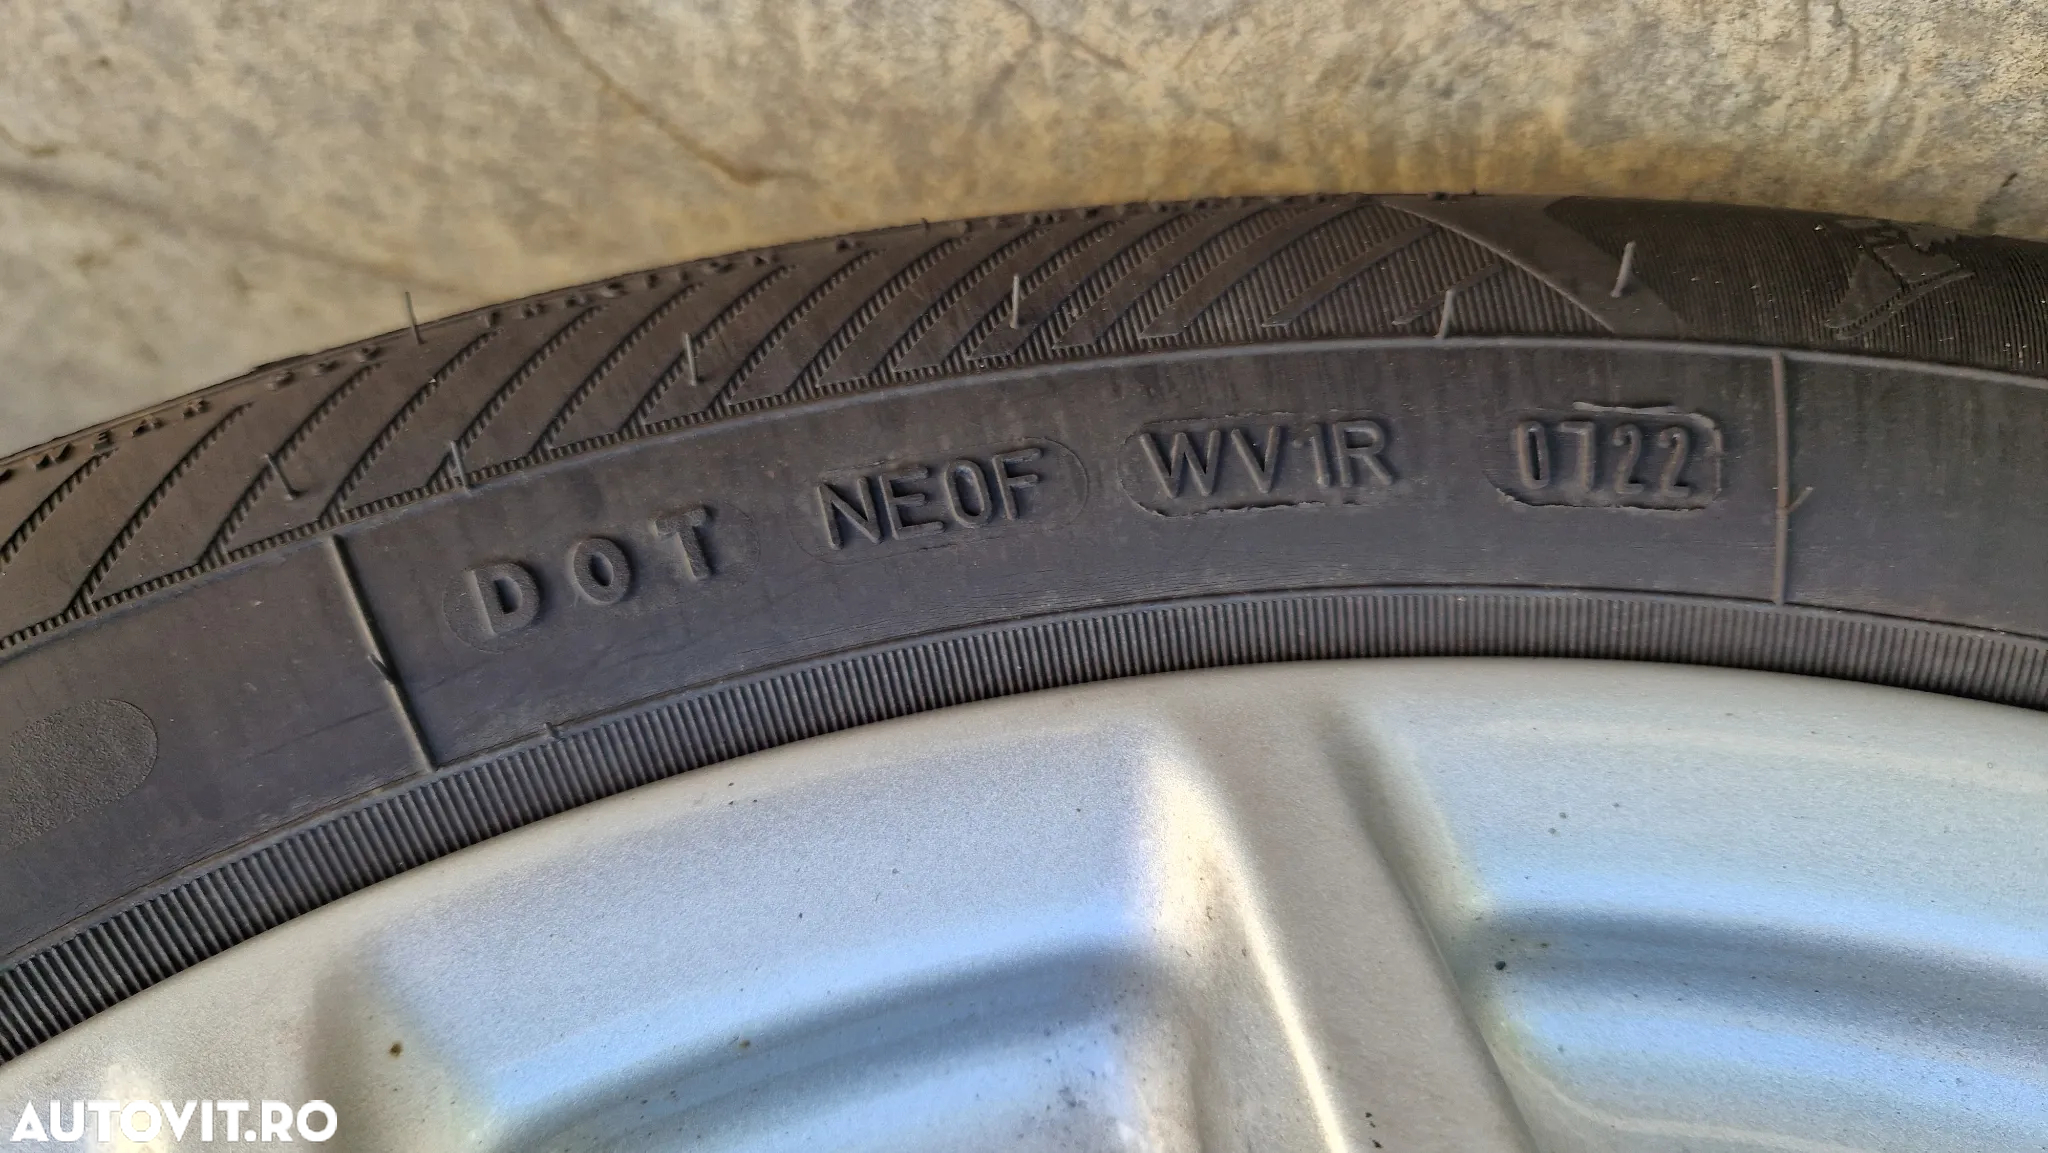 DOT NE0F WV1R 0722
AUTOVIT.RO